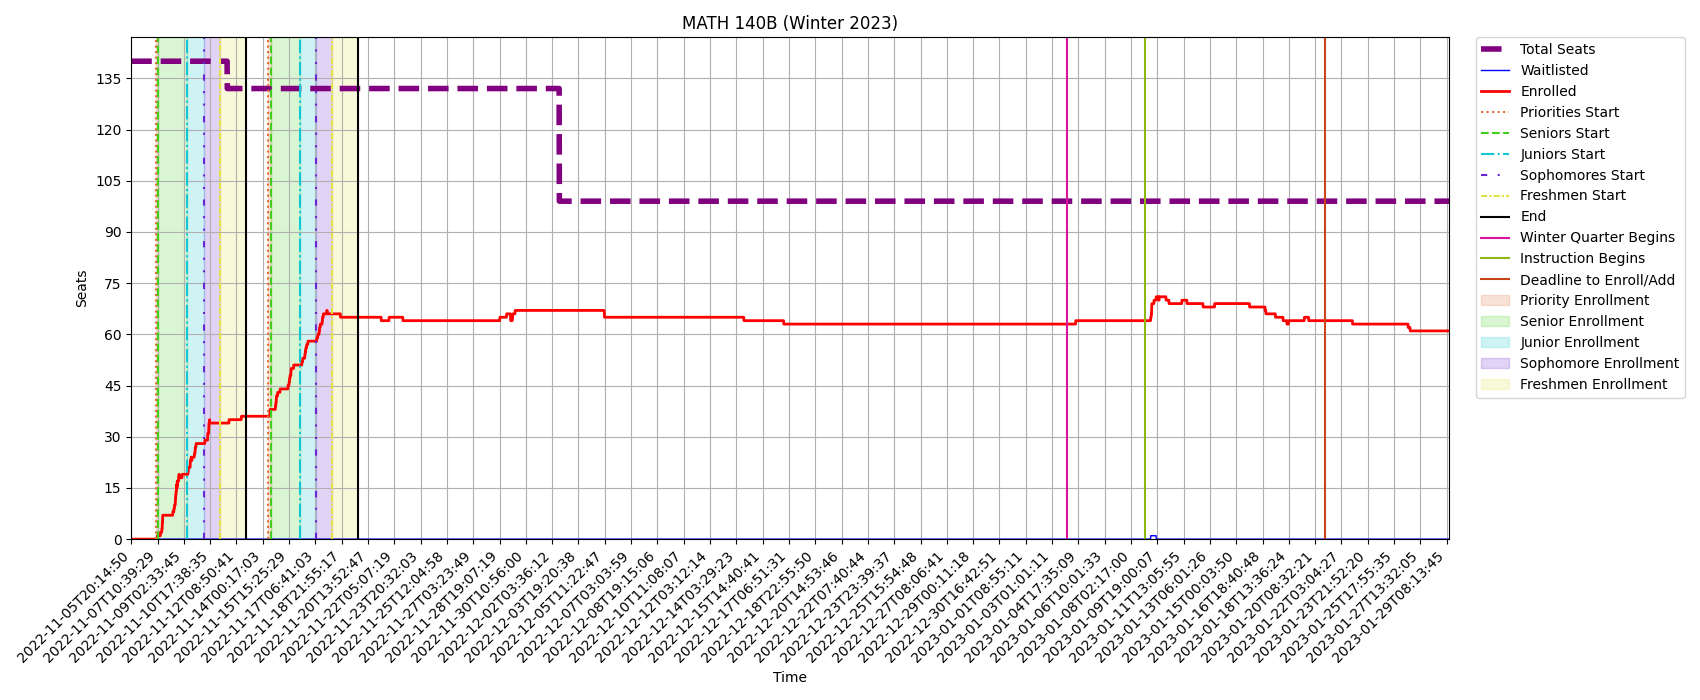 MATH 140B (Winter 2023)
Seats
135
120
105
90
75
60
45
30
15
0
2022-11-05T20:14:50
2022-11-07T10:39:29
2022-11-09T02:33:45
2022-11-10T17:38:35
2022-11-12T08:50:41
2022-11-14T00:17:03
2022-11-15T15:25:29
2022-11-17T06:41:03
2022-11-18T21:55:17
2022-11-20T13:52:47
2022-11-22T05:07:19
2022-11-23T20:32:03
2022-11-25T12:04:58
2022-11-27T03:23:49
2022-11-28T19:07:19
2022-11-30T10:56:00
2022-12-02T03:36:12
2022-12-03T19:20:38
2022-12-05T11:22:47
2022-12-07T03:03:59
2022-12-08T19:15:06
2022-12-10T11:08:07
2022-12-12T03:12:14
2022-12-14T03:29:23
2022-12-15T14:40:41
2022-12-17T06:51:31
2022-12-18T22:55:50
2022-12-20T14:53:46
2022-12-22T07:40:44
2022-12-23T23:39:37
2022-12-25T15:54:48
2022-12-27T08:06:41
2022-12-29T00:11:18
2022-12-30T16:42:51
2023-01-01T08:55:11
2023-01-03T01:01:11
2023-01-04T17:35:09
2023-01-06T10:01:33
2023-01-08T02:17:00
2023-01-09T19:00:07
2023-01-11T13:05:55
2023-01-13T06:01:26
2023-01-15T00:03:50
2023-01-16T18:40:48
2023-01-18T13:36:24
2023-01-20T08:32:21
2023-01-22T03:04:27
2023-01-23T21:52:20
2023-01-25T17:55:35
2023-01-27T13:32:05
2023-01-29T08:13:45
Time
Total Seats
Waitlisted
Enrolled
Priorities Start
Seniors Start
Juniors Start
Sophomores Start
Freshmen Start
End
Winter Quarter Begins
Instruction Begins
Deadline to Enroll/Add
Priority Enrollment
Senior Enrollment
Junior Enrollment
Sophomore Enrollment
Freshmen Enrollment